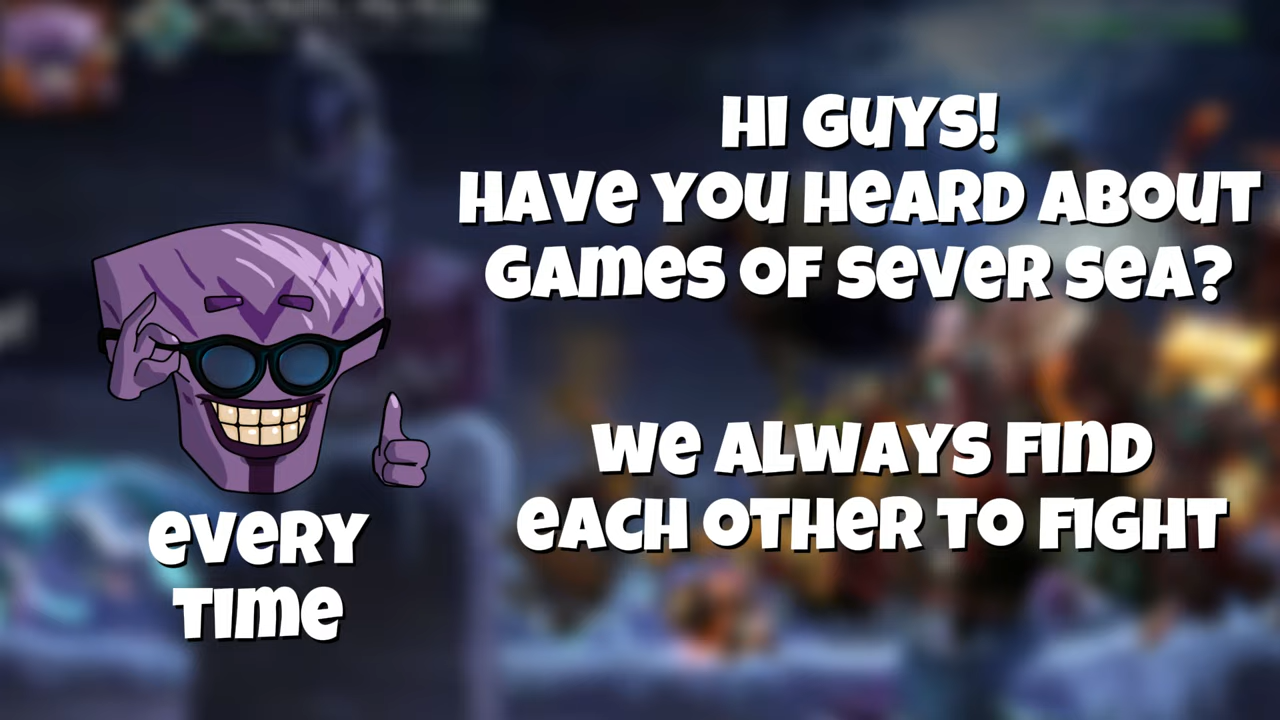 HI GUYS!
HAVE YOU HEARD ABOUT
GAMES OF SEVER SEA?
WE ALWAYS FIND
EACH OTHER TO FIGHT
EVERY
TIME